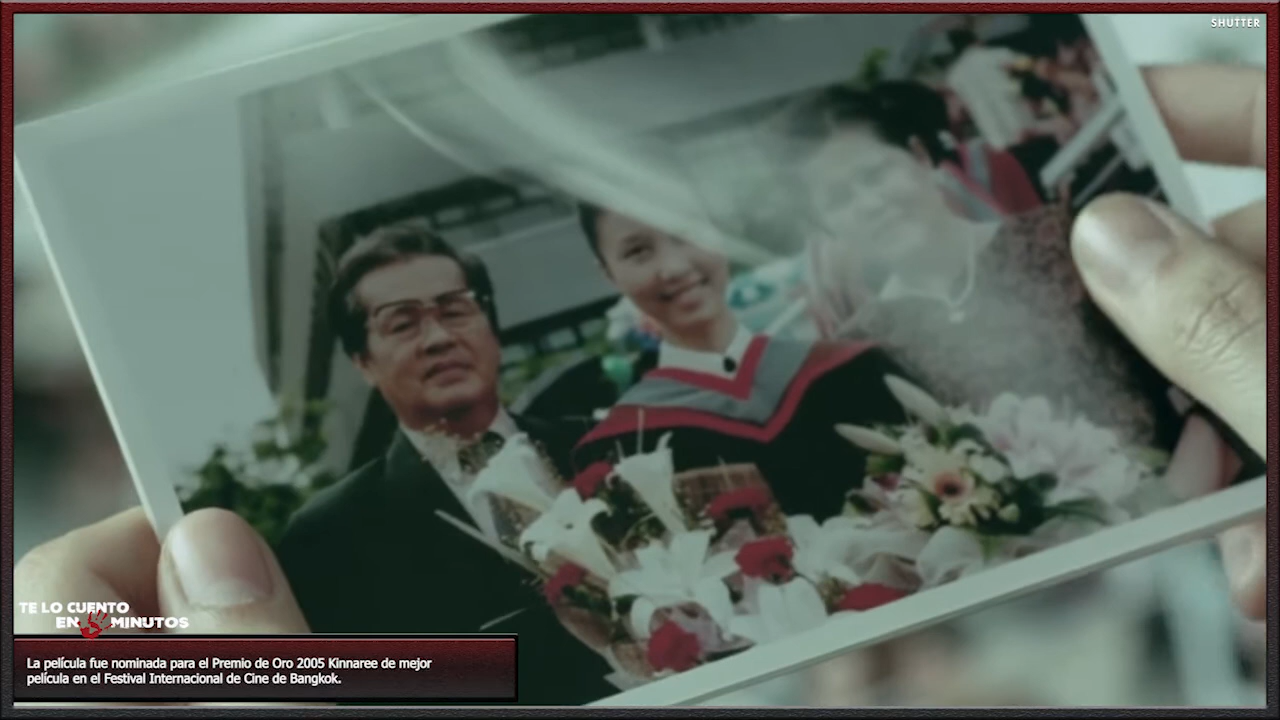 SHUTTER
TE LO CUENTO
EN 5 MINUTOS
La película fue nominada para el Premio de Oro 2005 Kinnaree de mejor
película en el Festival Internacional de Cine de Bangkok.